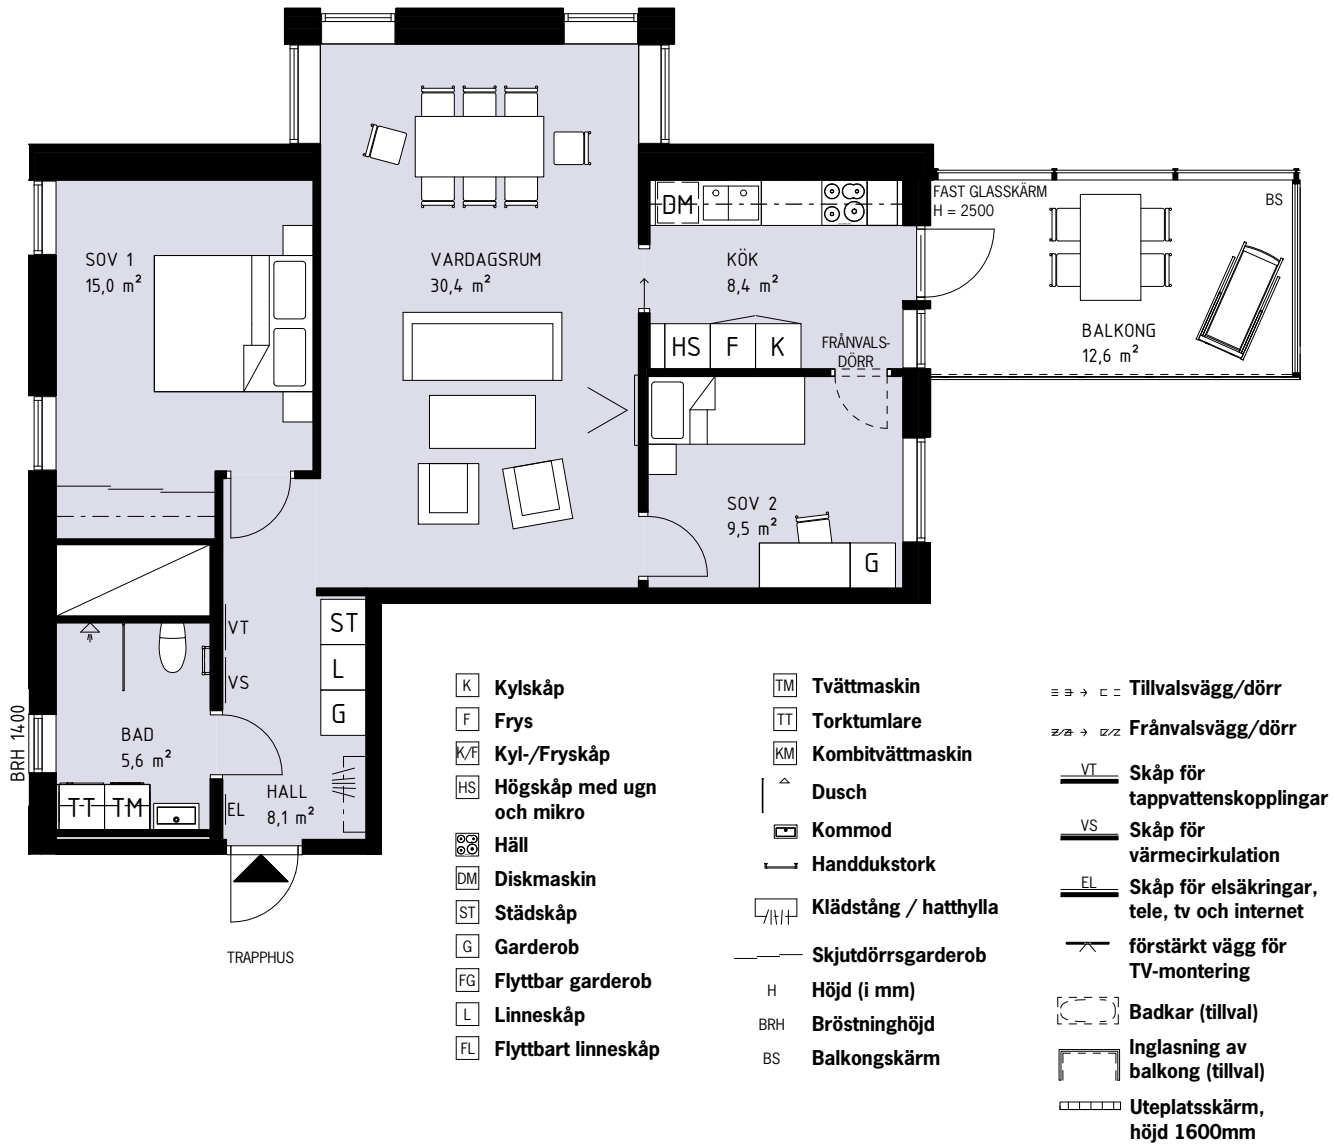 FAST GLASSKÄRM
H = 2500
BS
DM
SOV 1
15,0 m²
VARDAGSRUM
30,4 m²
KÖK
8,4 m²
BALKONG
12,6 m²
HS
F
K
FRÅNVALS-
DÖRR
SOV 2
9,5 m²
G
VT
ST
VS
L
G
BRH 1400
BAD
5,6 m²
TT
TM
EL
HALL
8,1 m²
TRAPPHUS
K Kylskåp
F Frys
K/F Kyl-/Fryskåp
HS Högskåp med ugn
och mikro
Häll
DM Diskmaskin
ST Städskåp
G Garderob
FG Flyttbar garderob
L Linneskåp
FL Flyttbart linneskåp
TM Tvättmaskin
TT Torktumlare
KM Kombitvättmaskin
Dusch
Kommod
Handdukstork
Klädstång / hatthylla
Skjutdörrsgarderob
H Höjd (i mm)
BRH Bröstninghöjd
BS Balkongskärm
Tillvalsvägg/dörr
Frånvalsvägg/dörr
VT Skåp för
tappvattenskopplingar
VS Skåp för
värmecirkulation
EL Skåp för elsäkringar,
tele, tv och internet
förstärkt vägg för
TV-montering
Badkar (tillval)
Inglasning av
balkong (tillval)
Uteplatsskärm,
höjd 1600mm